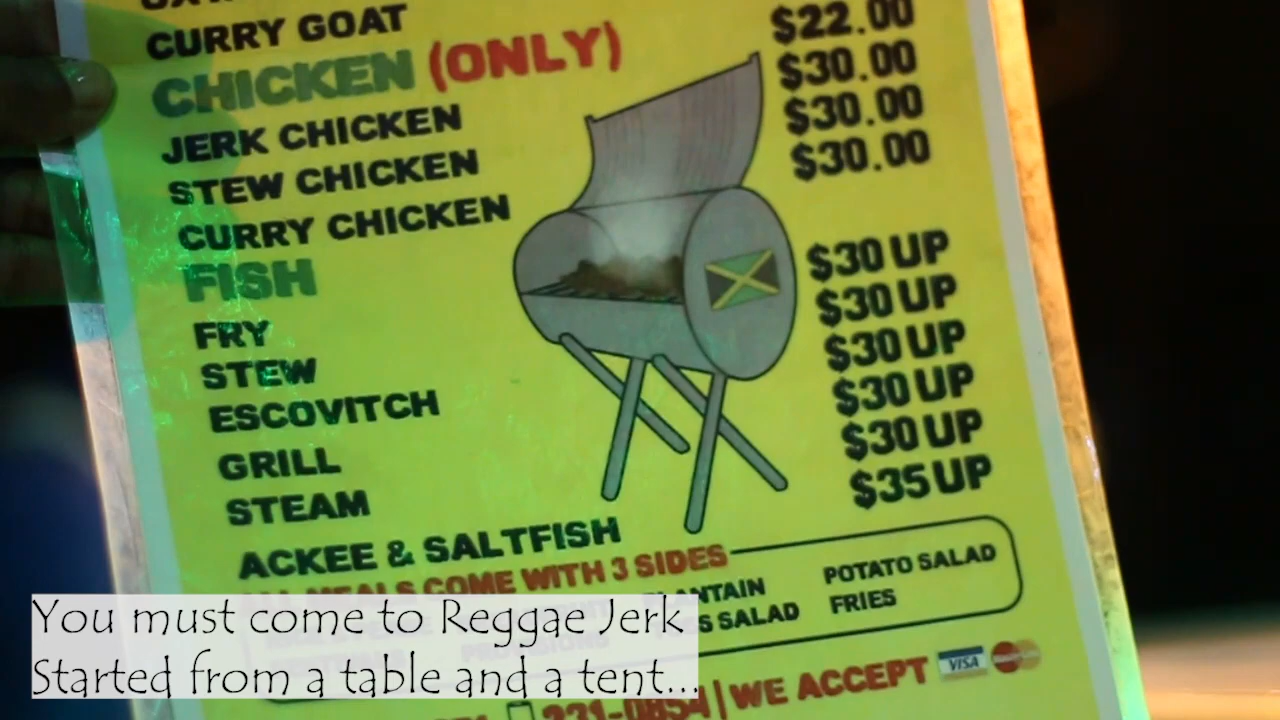 CURRY GOAT $22.00
CHICKEN (ONLY) $30.00
JERK CHICKEN $30.00
STEW CHICKEN $30.00
CURRY CHICKEN
FISH $30 UP
FRY $30 UP
STEW $30 UP
ESCOVITCH $30 UP
GRILL $30 UP
STEAM $35 UP
ACKEE & SALTFISH
MEALS COME WITH 3 SIDES
POTATO SALAD
SALAD FRIES
WE ACCEPT VISA
You must come to Reggae Jerk
Started from a table and a tent...